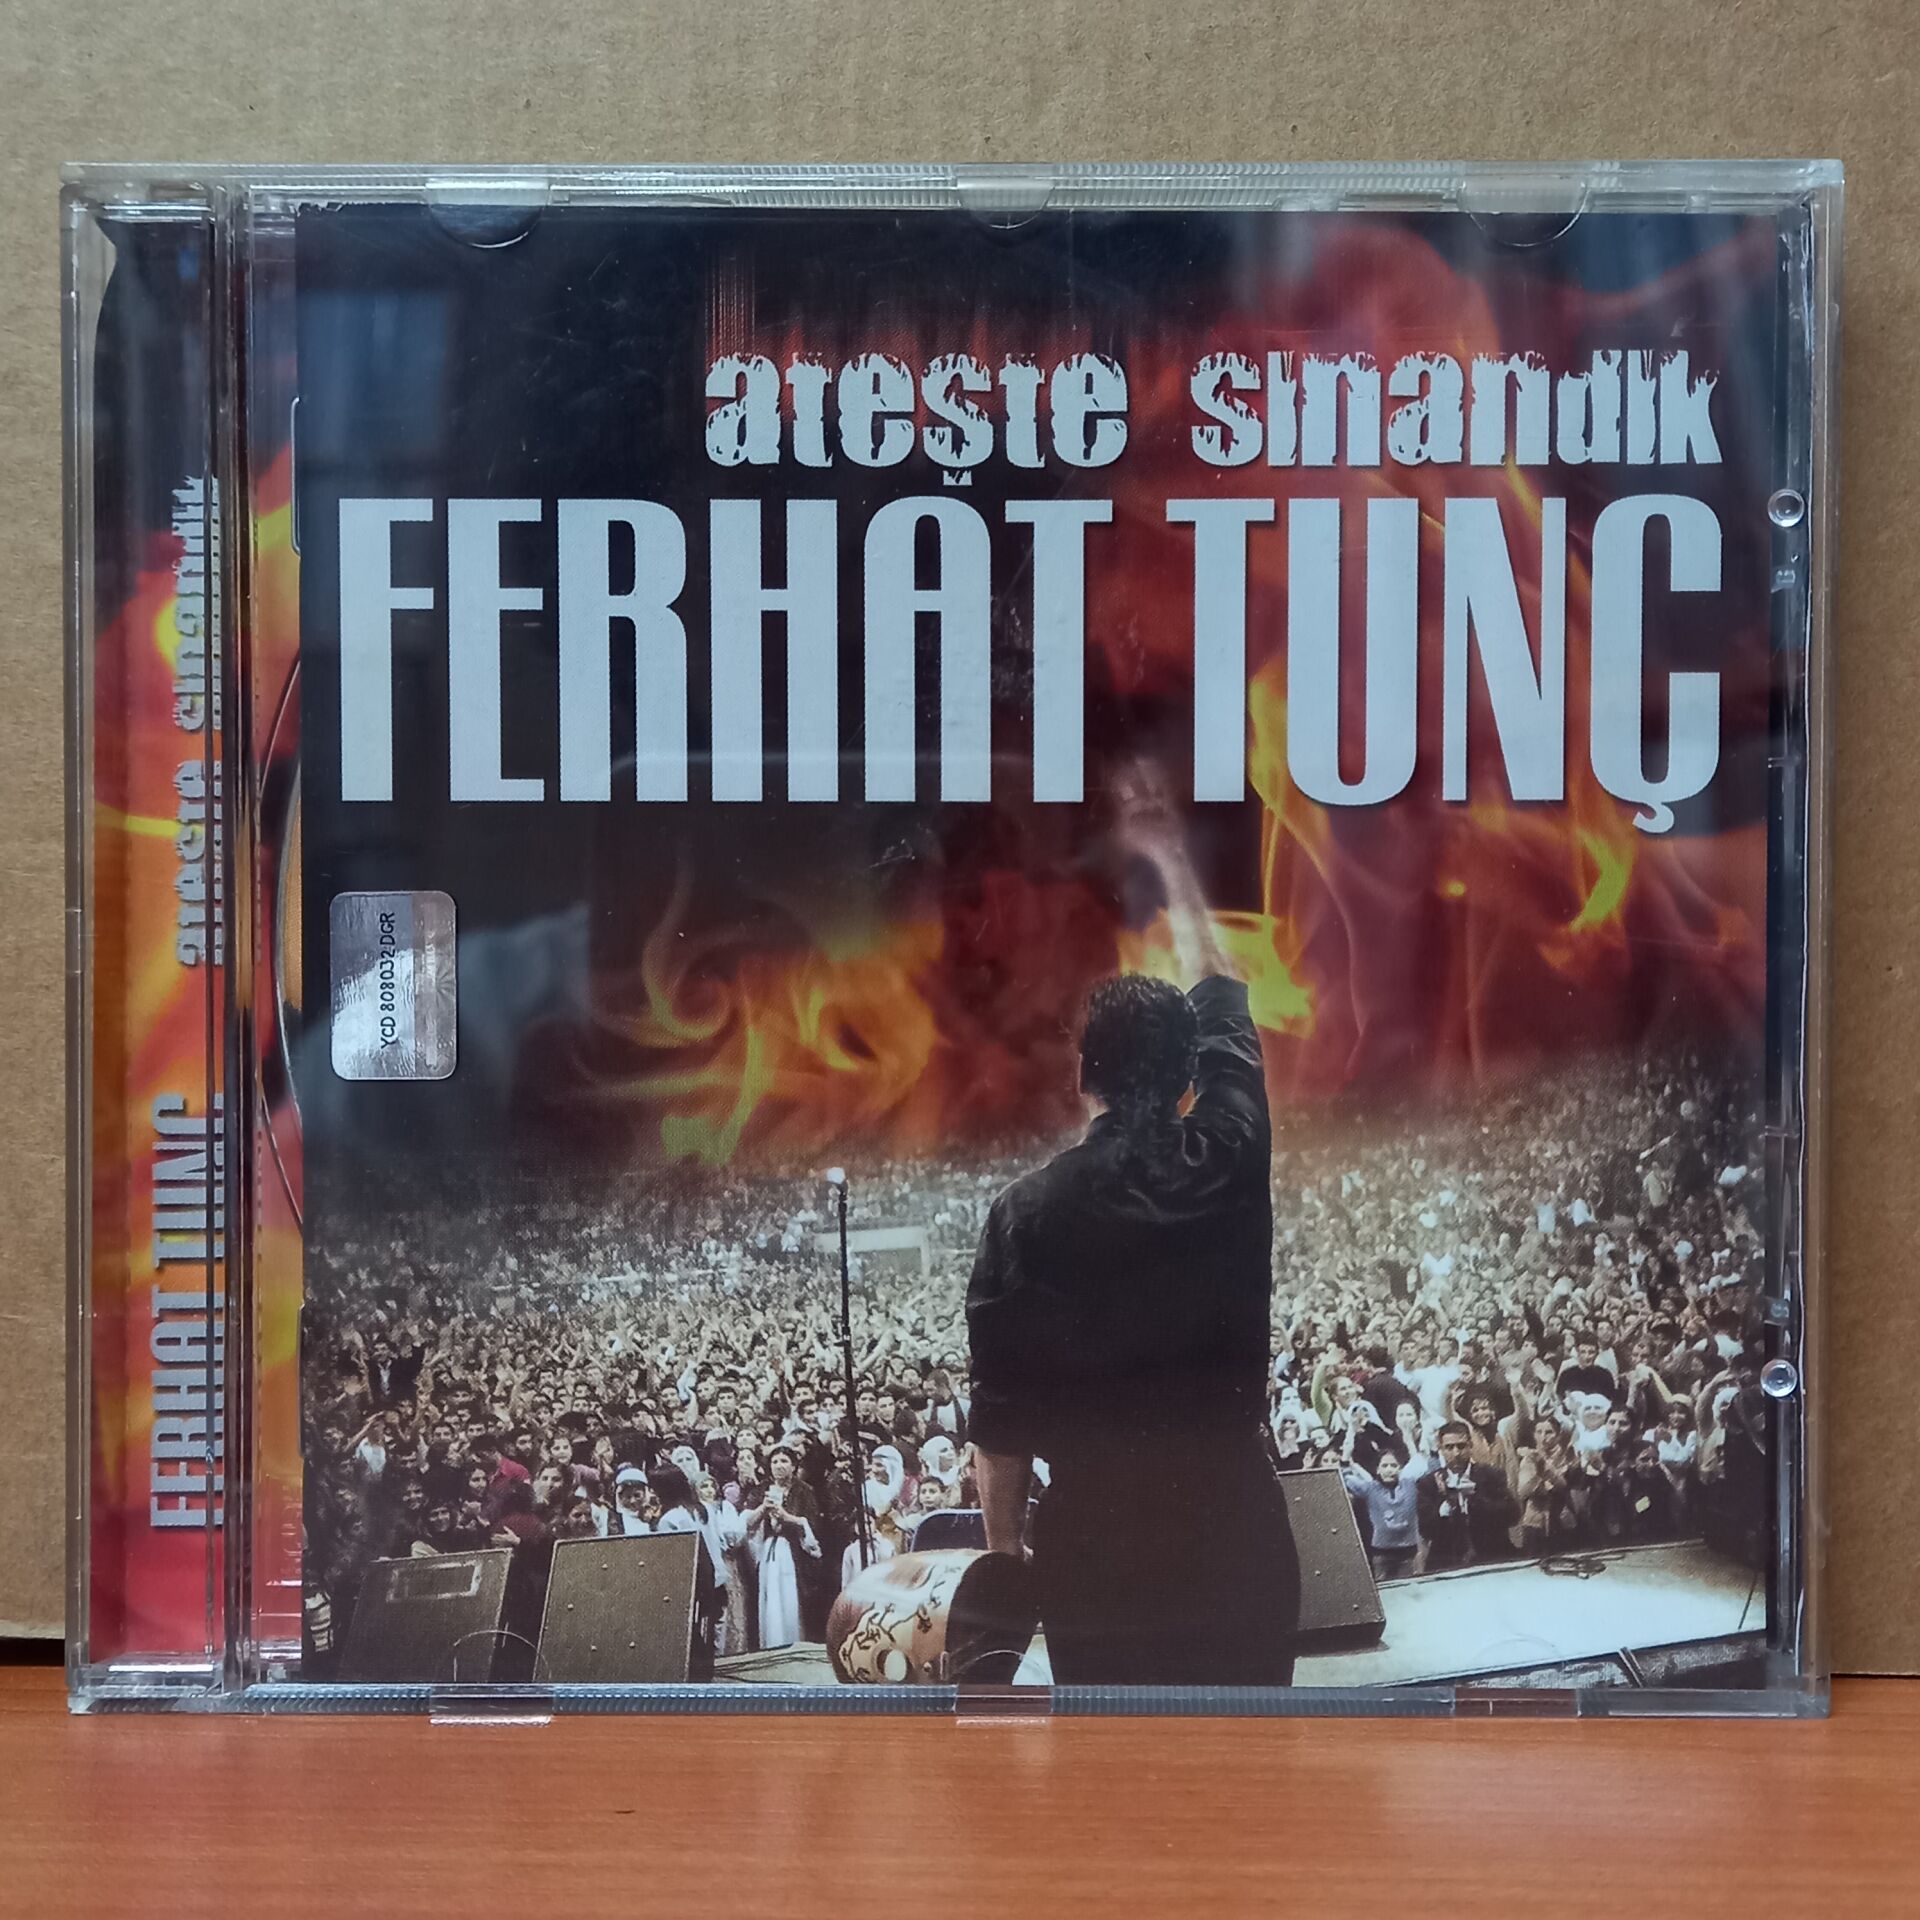 ateşte sınandık
FERHAT TUNÇ
YCD 808032 DGR
FERHAT TUNÇ ateşte sınandık